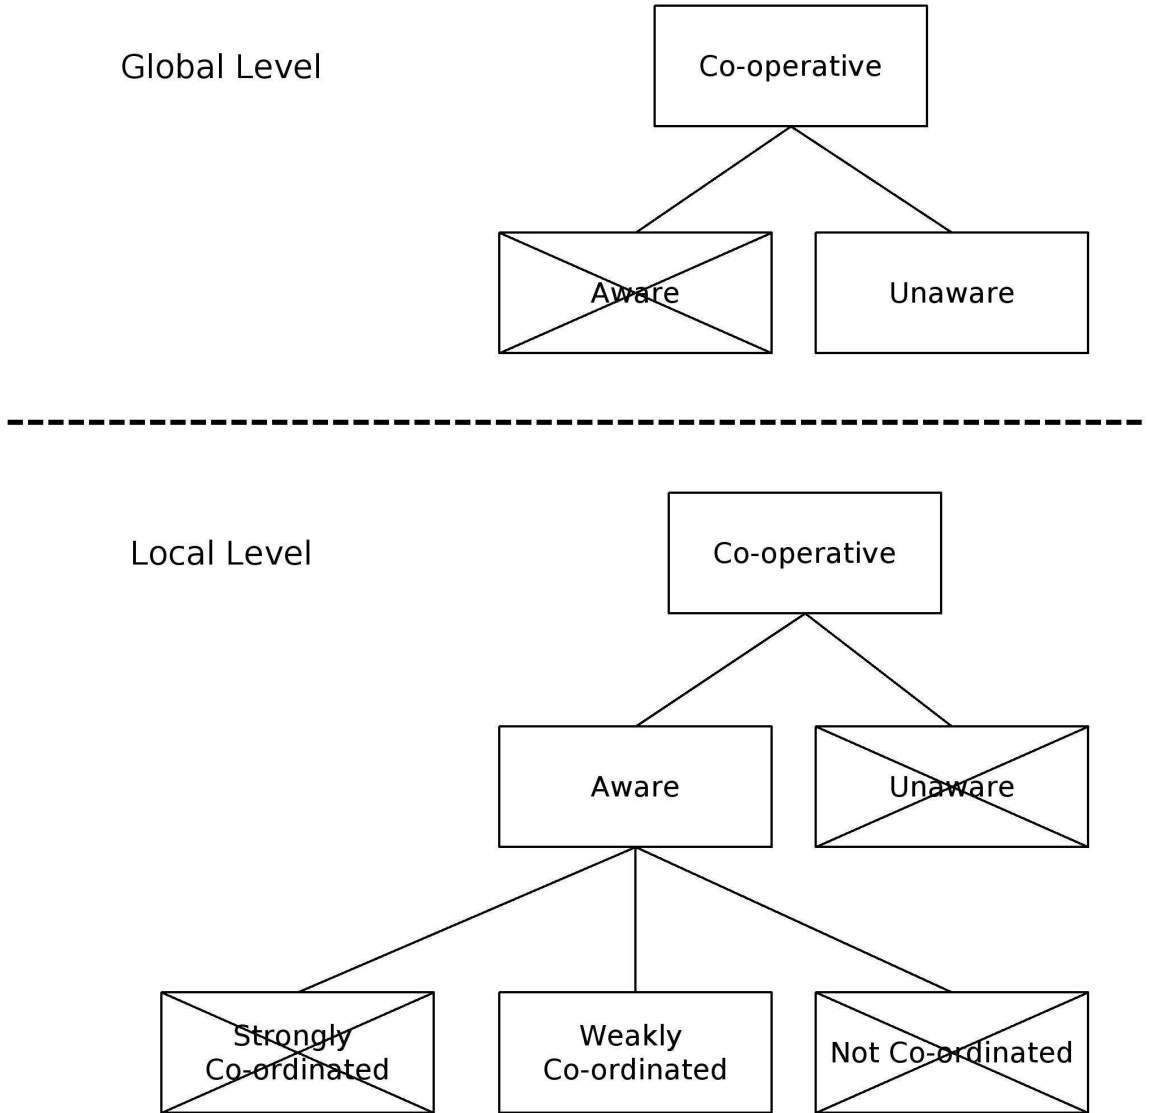 Global Level
Co-operative
Aware
Unaware
Local Level
Co-operative
Aware
Unaware
Strongly
Co-ordinated
Weakly
Co-ordinated
Not Co-ordinated